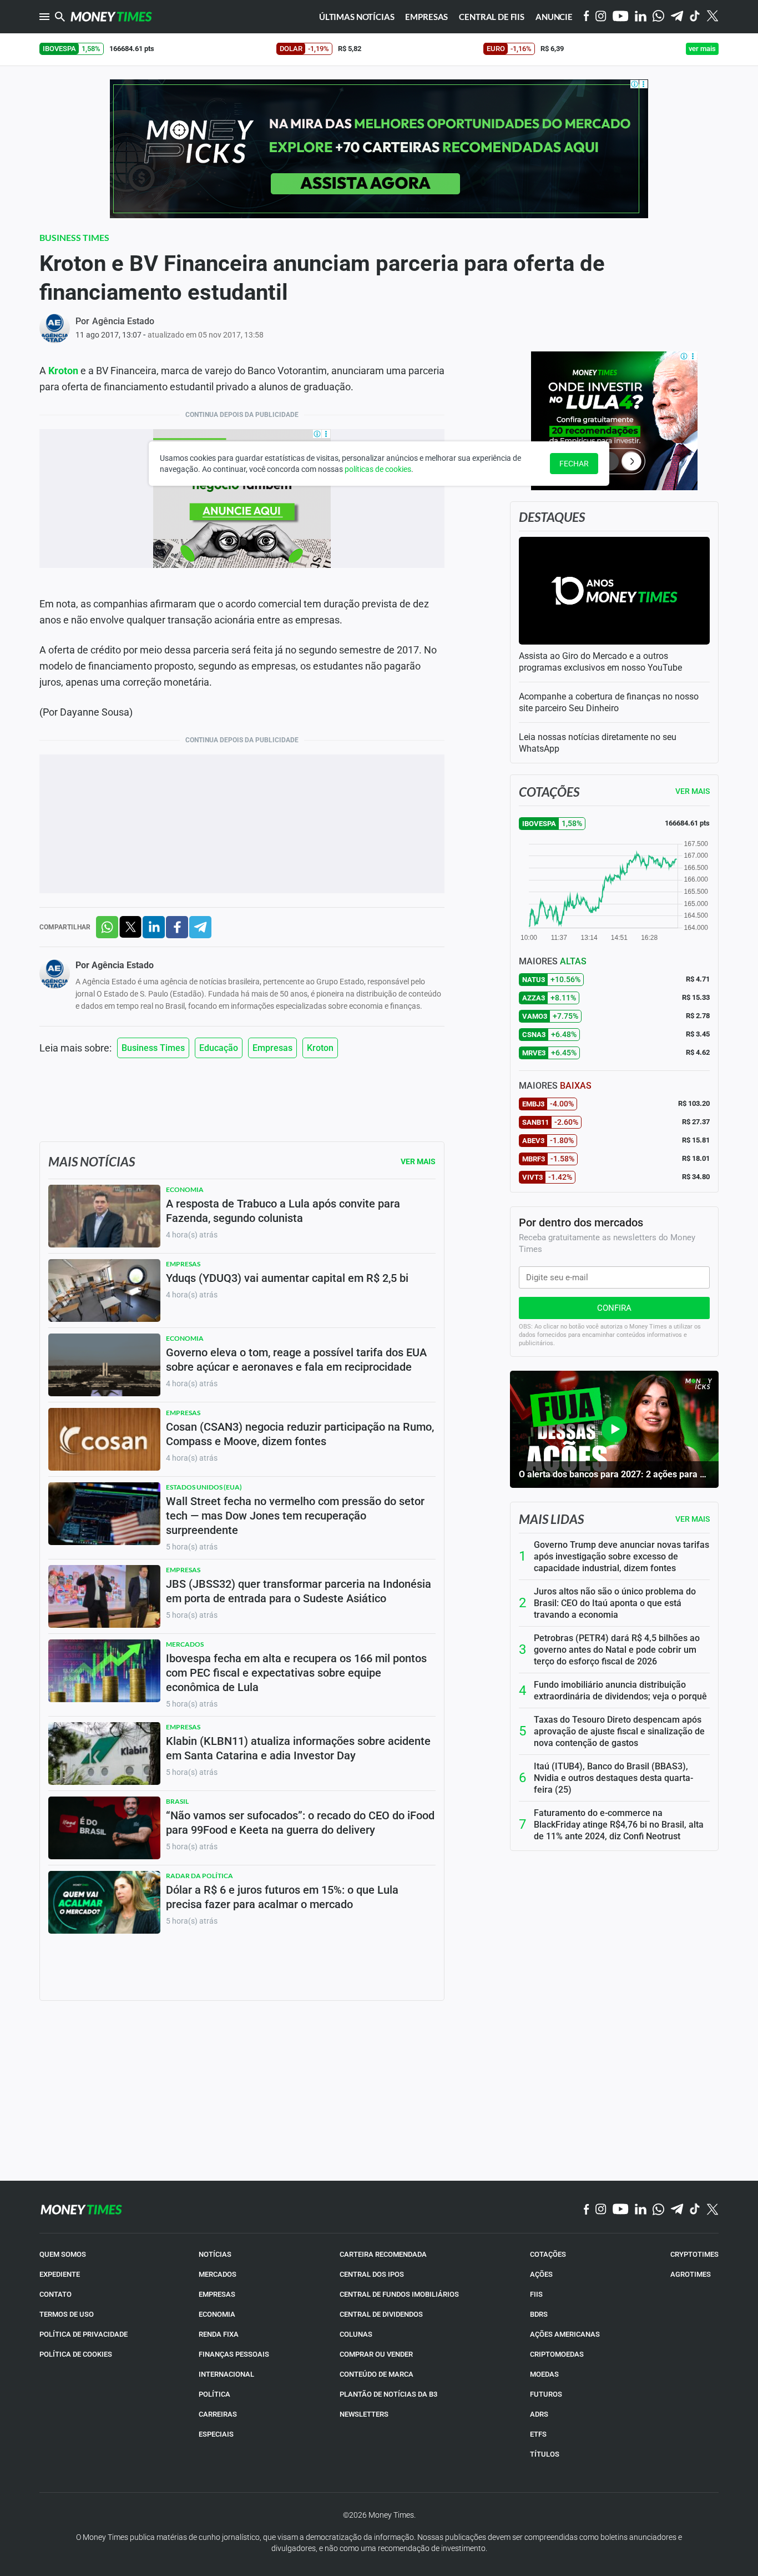 MONEY TIMES
ÚLTIMAS NOTÍCIAS
EMPRESAS
CENTRAL DE FIIS
ANUNCIE
IBOVESPA 1,58% 166684.61 pts
DOLAR -1,19% R$ 5,82
EURO -1,16% R$ 6,39
ver mais
MONEY PICKS
NA MIRA DAS MELHORES OPORTUNIDADES DO MERCADO
EXPLORE +70 CARTEIRAS RECOMENDADAS AQUI
ASSISTA AGORA
BUSINESS TIMES
Kroton e BV Financeira anunciam parceria para oferta de
financiamento estudantil
Por Agência Estado
11 ago 2017, 13:07 - atualizado em 05 nov 2017, 13:58
A Kroton e a BV Financeira, marca de varejo do Banco Votorantim, anunciaram uma parceria
para oferta de financiamento estudantil privado a alunos de graduação.
CONTINUA DEPOIS DA PUBLICIDADE
Usamos cookies para guardar estatísticas de visitas, personalizar anúncios e melhorar sua experiência de
navegação. Ao continuar, você concorda com nossas políticas de cookies.
FECHAR
negócio também
ANUNCIE AQUI
Em nota, as companhias afirmaram que o acordo comercial tem duração prevista de dez
anos e não envolve qualquer transação acionária entre as empresas.
A oferta de crédito por meio dessa parceria será feita já no segundo semestre de 2017. No
modelo de financiamento proposto, segundo as empresas, os estudantes não pagarão
juros, apenas uma correção monetária.
(Por Dayanne Sousa)
CONTINUA DEPOIS DA PUBLICIDADE
COMPARTILHAR
Por Agência Estado
A Agência Estado é uma agência de notícias brasileira, pertencente ao Grupo Estado, responsável pelo
jornal O Estado de S. Paulo (Estadão). Fundada há mais de 50 anos, é pioneira na distribuição de conteúdo
e dados em tempo real no Brasil, focando em informações especializadas sobre economia e finanças.
Leia mais sobre: Business Times Educação Empresas Kroton
MAIS NOTÍCIAS
VER MAIS
ECONOMIA
A resposta de Trabuco a Lula após convite para
Fazenda, segundo colunista
4 hora(s) atrás
EMPRESAS
Yduqs (YDUQ3) vai aumentar capital em R$ 2,5 bi
4 hora(s) atrás
ECONOMIA
Governo eleva o tom, reage a possível tarifa dos EUA
sobre açúcar e aeronaves e fala em reciprocidade
4 hora(s) atrás
cosan
EMPRESAS
Cosan (CSAN3) negocia reduzir participação na Rumo,
Compass e Moove, dizem fontes
4 hora(s) atrás
ESTADOS UNIDOS (EUA)
Wall Street fecha no vermelho com pressão do setor
tech — mas Dow Jones tem recuperação
surpreendente
5 hora(s) atrás
EMPRESAS
JBS (JBSS32) quer transformar parceria na Indonésia
em porta de entrada para o Sudeste Asiático
5 hora(s) atrás
MERCADOS
Ibovespa fecha em alta e recupera os 166 mil pontos
com PEC fiscal e expectativas sobre equipe
econômica de Lula
5 hora(s) atrás
Klabin
EMPRESAS
Klabin (KLBN11) atualiza informações sobre acidente
em Santa Catarina e adia Investor Day
5 hora(s) atrás
É DO
BRASIL
BRASIL
“Não vamos ser sufocados”: o recado do CEO do iFood
para 99Food e Keeta na guerra do delivery
5 hora(s) atrás
QUEM VAI
ACALMAR
O MERCADO?
RADAR DA POLÍTICA
Dólar a R$ 6 e juros futuros em 15%: o que Lula
precisa fazer para acalmar o mercado
5 hora(s) atrás
MONEY TIMES
ONDE INVESTIR
NO LULA4?
Confira gratuitamente
as 20 recomendações
da Empiricus para Investir.
DESTAQUES
10 ANOS
MONEY TIMES
Assista ao Giro do Mercado e a outros
programas exclusivos em nosso YouTube
Acompanhe a cobertura de finanças no nosso
site parceiro Seu Dinheiro
Leia nossas notícias diretamente no seu
WhatsApp
COTAÇÕES
VER MAIS
IBOVESPA 1,58% 166684.61 pts
167.500
167.000
166.500
166.000
165.500
165.000
164.500
164.000
10:00 11:37 13:14 14:51 16:28
MAIORES ALTAS
NATU3 +10.56% R$ 4.71
AZZA3 +8.11% R$ 15.33
VAMO3 +7.75% R$ 2.78
CSNA3 +6.48% R$ 3.45
MRVE3 +6.45% R$ 4.62
MAIORES BAIXAS
EMBJ3 -4.00% R$ 103.20
SANB11 -2.60% R$ 27.37
ABEV3 -1.80% R$ 15.81
MBRF3 -1.58% R$ 18.01
VIVT3 -1.42% R$ 34.80
Por dentro dos mercados
Receba gratuitamente as newsletters do Money
Times
Digite seu e-mail
CONFIRA
OBS: Ao clicar no botão você autoriza o Money Times a utilizar os
dados fornecidos para encaminhar conteúdos informativos e
publicitários.
FUJA
DESSAS
AÇÕES
O alerta dos bancos para 2027: 2 ações para ...
MAIS LIDAS
VER MAIS
1 Governo Trump deve anunciar novas tarifas
após investigação sobre excesso de
capacidade industrial, dizem fontes
2 Juros altos não são o único problema do
Brasil: CEO do Itaú aponta o que está
travando a economia
3 Petrobras (PETR4) dará R$ 4,5 bilhões ao
governo antes do Natal e pode cobrir um
terço do esforço fiscal de 2026
4 Fundo imobiliário anuncia distribuição
extraordinária de dividendos; veja o porquê
5 Taxas do Tesouro Direto despencam após
aprovação de ajuste fiscal e sinalização de
nova contenção de gastos
6 Itaú (ITUB4), Banco do Brasil (BBAS3),
Nvidia e outros destaques desta quarta-
feira (25)
7 Faturamento do e-commerce na
BlackFriday atinge R$4,76 bi no Brasil, alta
de 11% ante 2024, diz Confi Neotrust
MONEY TIMES
QUEM SOMOS
EXPEDIENTE
CONTATO
TERMOS DE USO
POLÍTICA DE PRIVACIDADE
POLÍTICA DE COOKIES
NOTÍCIAS
MERCADOS
EMPRESAS
ECONOMIA
RENDA FIXA
FINANÇAS PESSOAIS
INTERNACIONAL
POLÍTICA
CARREIRAS
ESPECIAIS
CARTEIRA RECOMENDADA
CENTRAL DOS IPOS
CENTRAL DE FUNDOS IMOBILIÁRIOS
CENTRAL DE DIVIDENDOS
COLUNAS
COMPRAR OU VENDER
CONTEÚDO DE MARCA
PLANTÃO DE NOTÍCIAS DA B3
NEWSLETTERS
COTAÇÕES
AÇÕES
FIIS
BDRS
AÇÕES AMERICANAS
CRIPTOMOEDAS
MOEDAS
FUTUROS
ADRS
ETFS
TÍTULOS
CRYPTOTIMES
AGROTIMES
©2026 Money Times.
O Money Times publica matérias de cunho jornalístico, que visam a democratização da informação. Nossas publicações devem ser compreendidas como boletins anunciadores e
divulgadores, e não como uma recomendação de investimento.